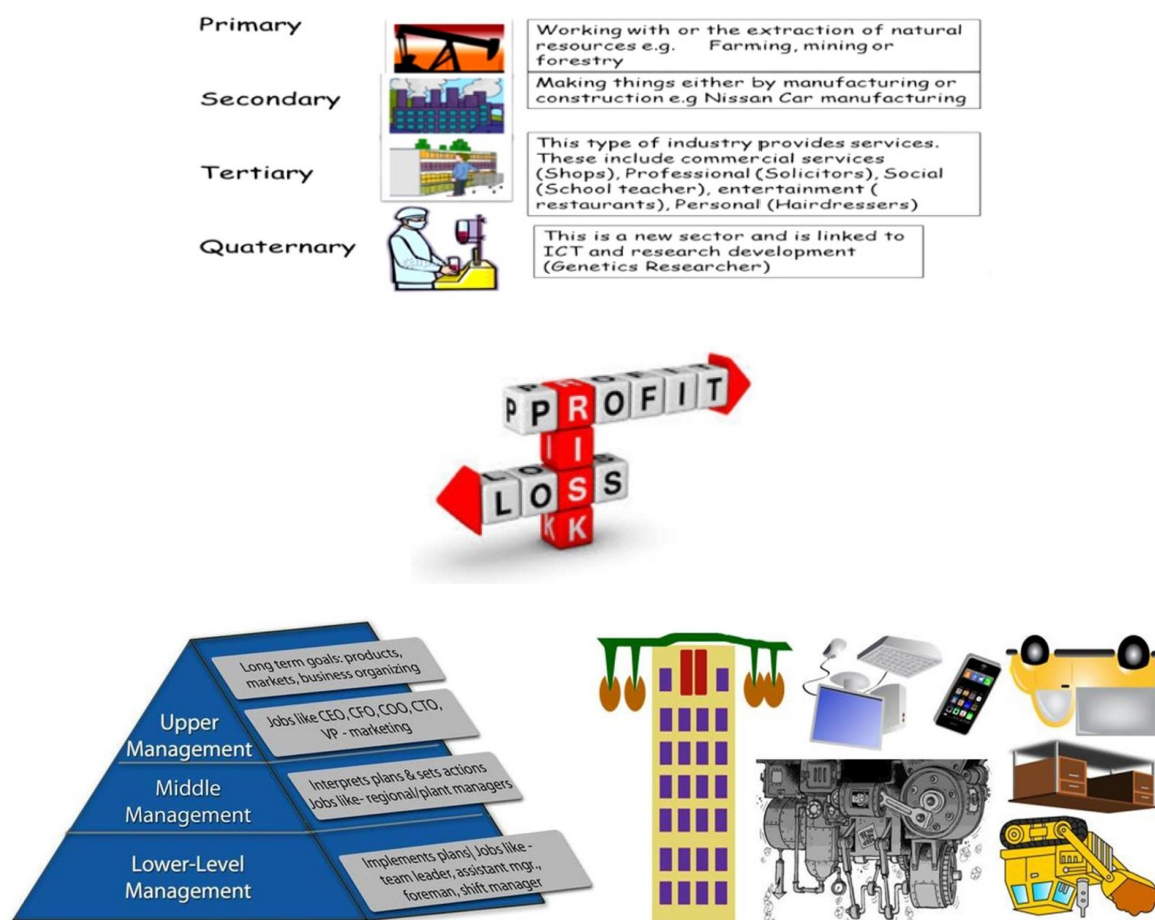 Primary
Working with or the extraction of natural
resources e.g. Farming, mining or
forestry
Secondary
Making things either by manufacturing or
construction e.g Nissan Car manufacturing
Tertiary
This type of industry provides services.
These include commercial services
(Shops), Professional (Solicitors), Social
(School teacher), entertainment (
restaurants), Personal (Hairdressers)
Quaternary
This is a new sector and is linked to
ICT and research development
(Genetics Researcher)
PROFIT
RISK
LOSS
Long term goals: products,
markets, business organizing
Upper
Management
Jobs like CEO, CFO, COO, CTO,
VP - marketing
Middle
Management
Interprets plans & sets actions
Jobs like- regional/plant managers
Lower-Level
Management
Implements plans| Jobs like -
team leader, assistant mgr.,
foreman, shift manager